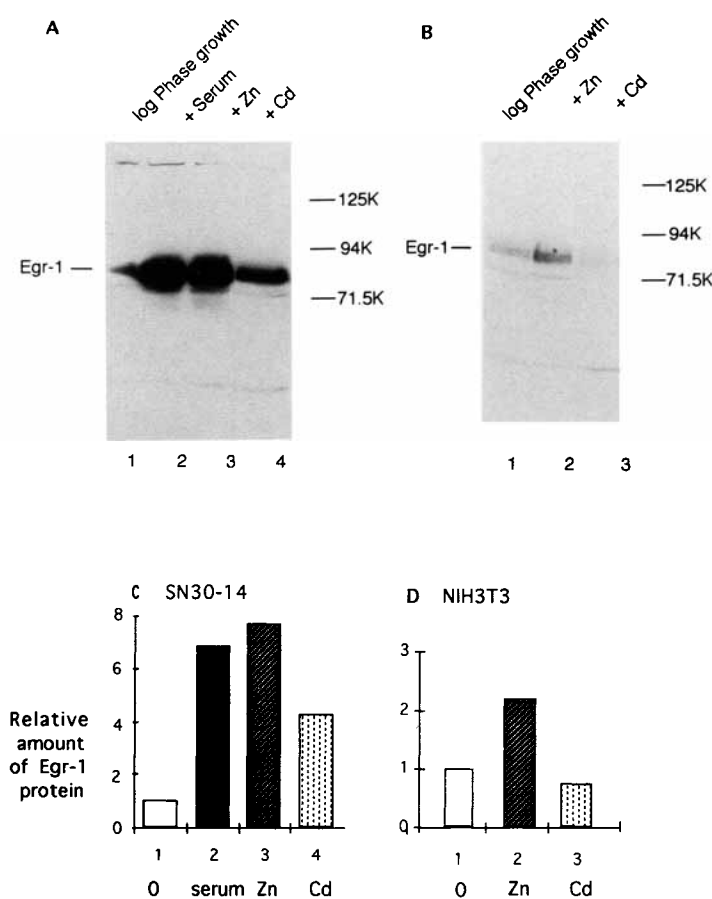 A
log Phase growth
+ Serum
+ Zn
+ Cd
125K
94K
Egr-1
71.5K
1 2 3 4
B
log Phase growth
+ Zn
+ Cd
125K
94K
Egr-1
71.5K
1 2 3
C SN30-14
8
6
4
2
0
Relative
amount
of Egr-1
protein
1 2 3 4
O serum Zn Cd
D NIH3T3
3
2
1
0
1 2 3
O Zn Cd